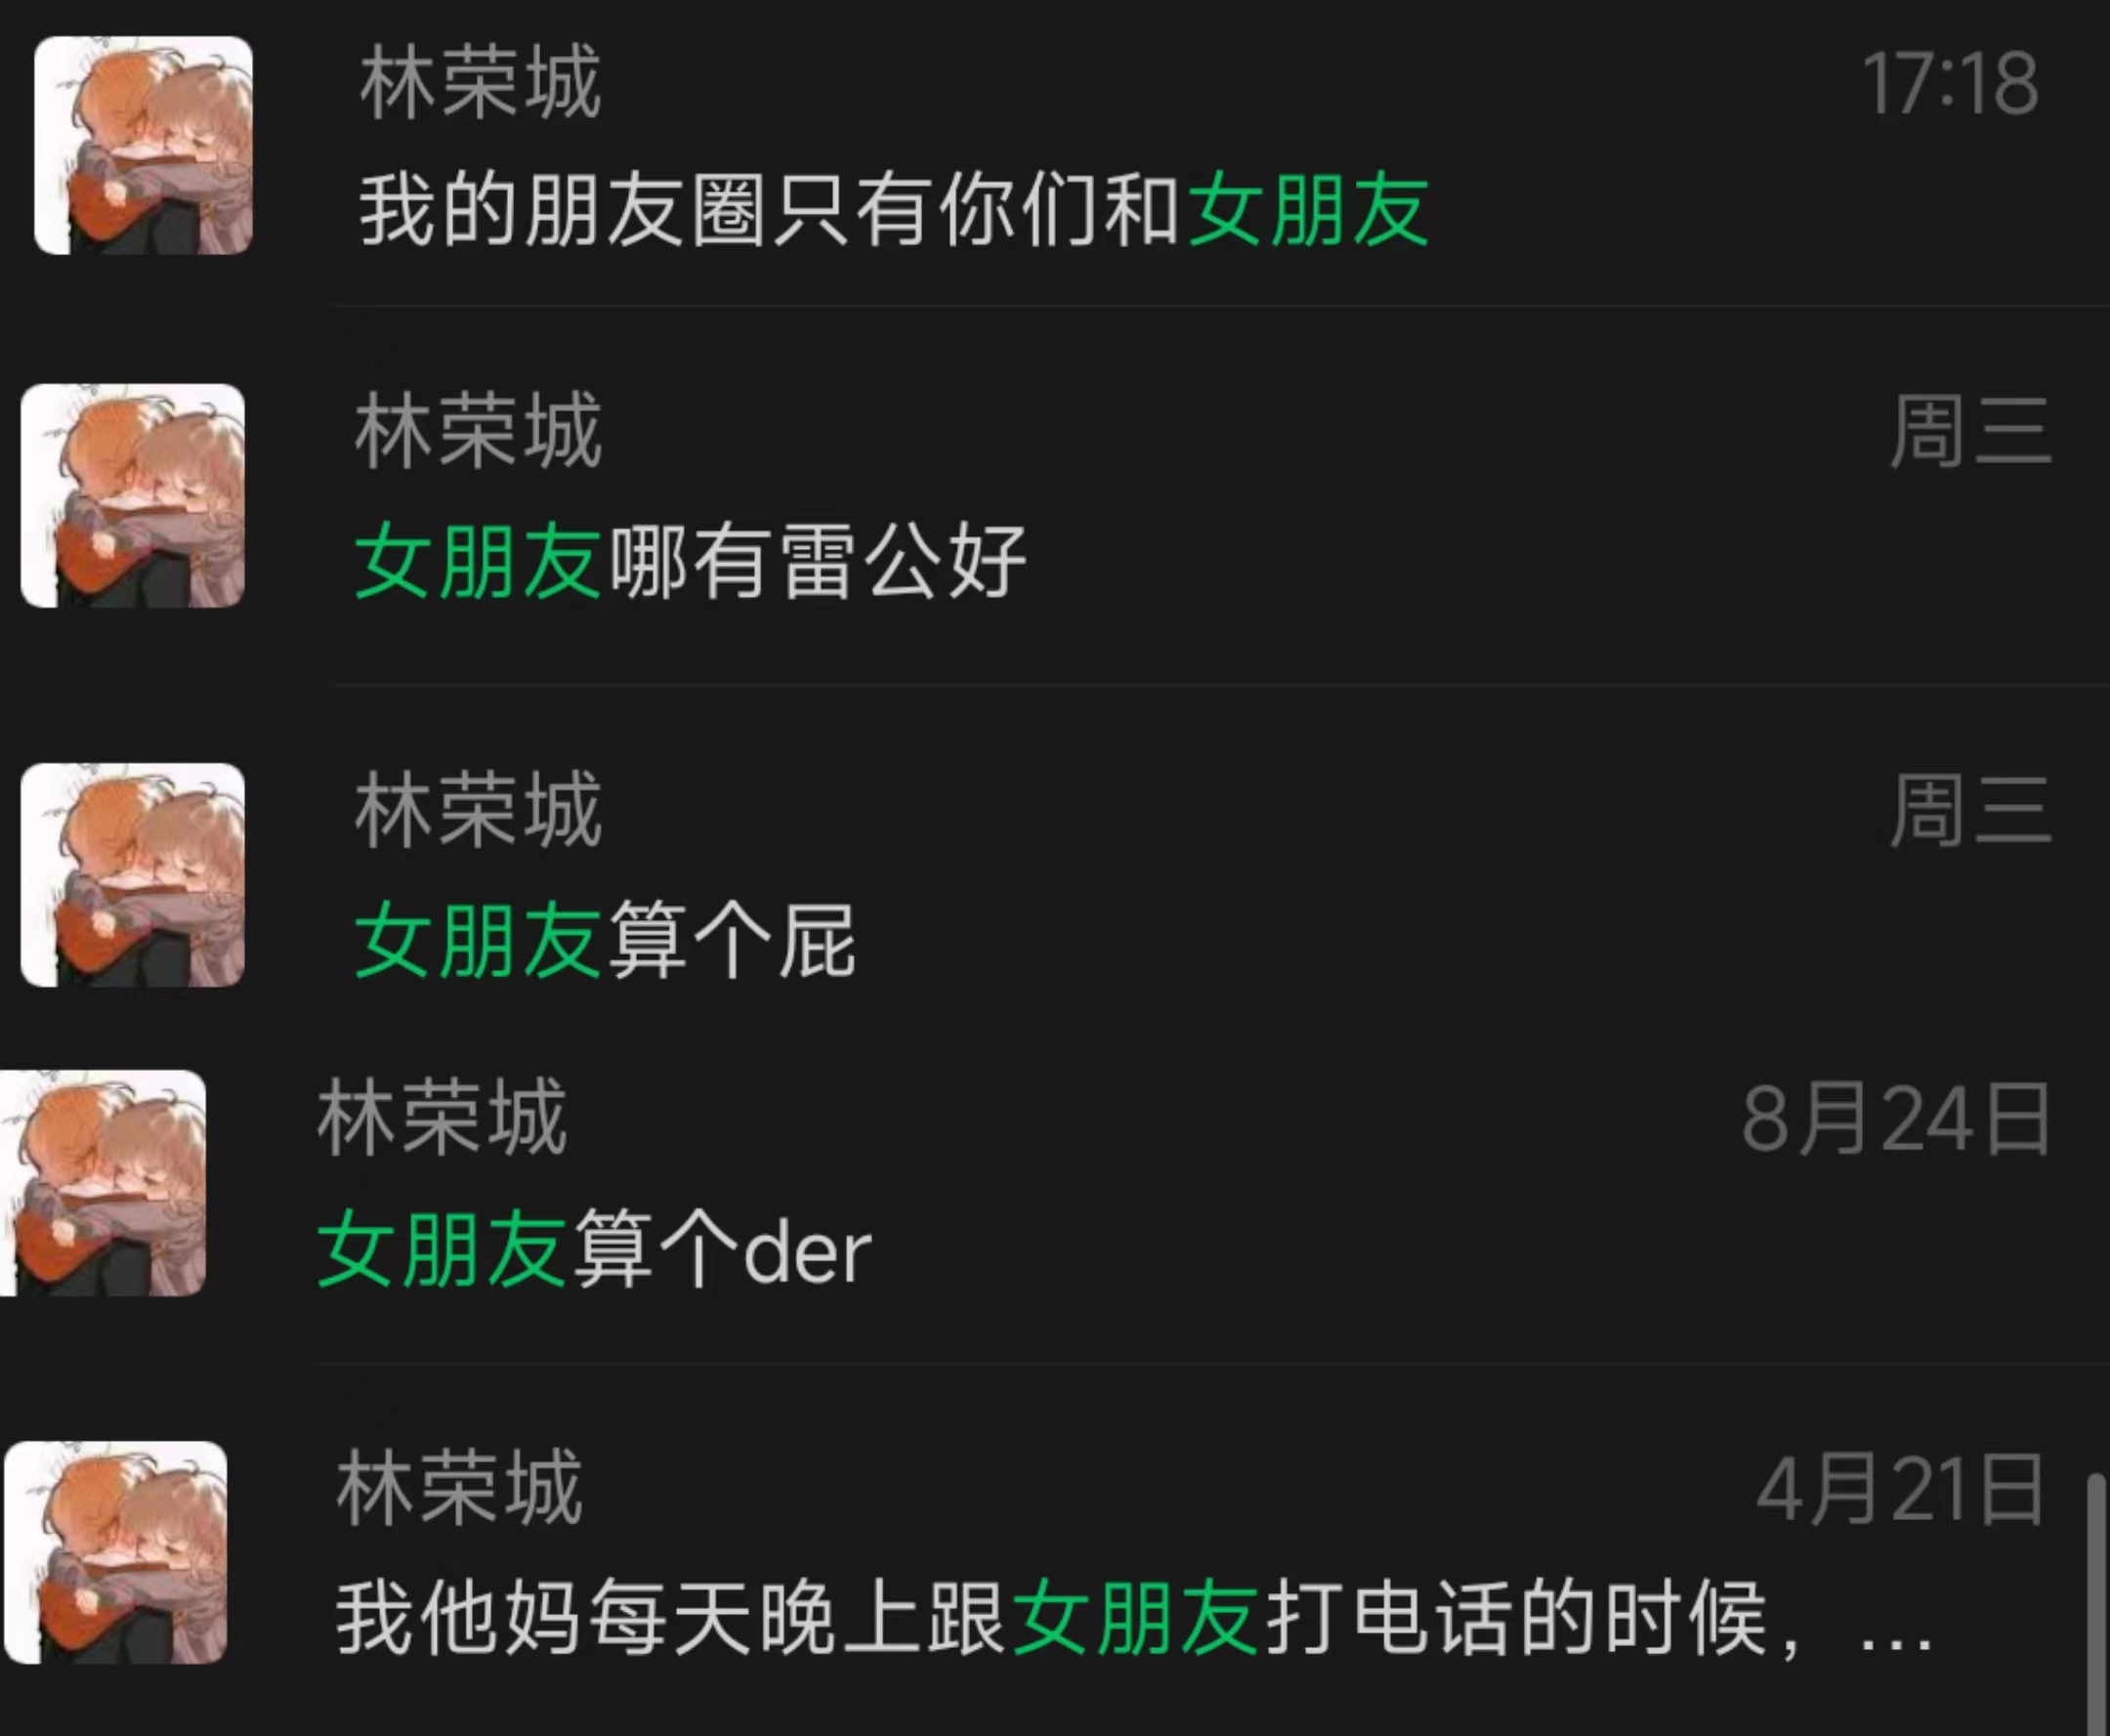 林荣城 17:18
我的朋友圈只有你们和女朋友
林荣城 周三
女朋友哪有雷公好
林荣城 周三
女朋友算个屁
林荣城 8月24日
女朋友算个der
林荣城 4月21日
我他妈每天晚上跟女朋友打电话的时候，...